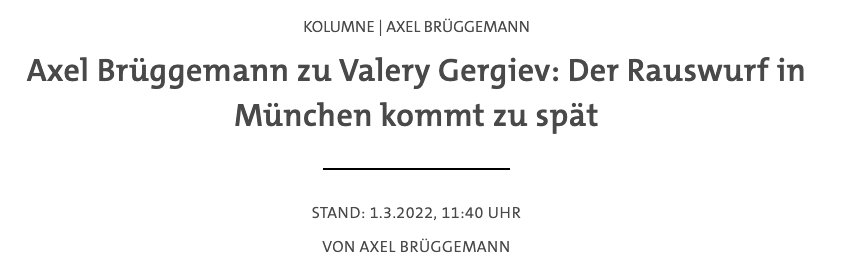 KOLUMNE | AXEL BRÜGGEMANN
Axel Brüggemann zu Valery Gergiev: Der Rauswurf in
München kommt zu spät
STAND: 1.3.2022, 11:40 UHR
VON AXEL BRÜGGEMANN